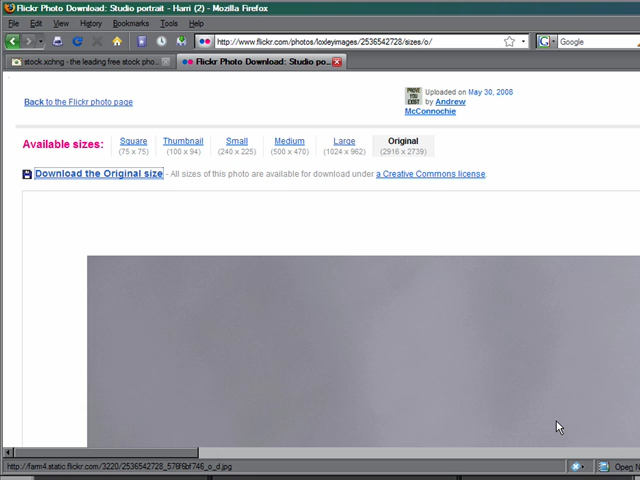 Flickr Photo Download: Studio portrait - Harri (2) - Mozilla Firefox
File Edit View History Bookmarks Tools Help
http://www.flickr.com/photos/loxleyimages/2536542728/sizes/o/
Google
stock.xchng - the leading free stock pho...
Flickr Photo Download: Studio po...
Back to the Flickr photo page
PROVE YOU EXIST
Uploaded on May 30, 2008
by Andrew
McConnochie
Available sizes:
Square Thumbnail Small Medium Large Original
(75 x 75) (100 x 94) (240 x 225) (500 x 470) (1024 x 962) (2916 x 2739)
Download the Original size - All sizes of this photo are available for download under a Creative Commons license
http://farm4.static.flickr.com/3220/2536542728_576f6bf746_o_d.jpg
Open N